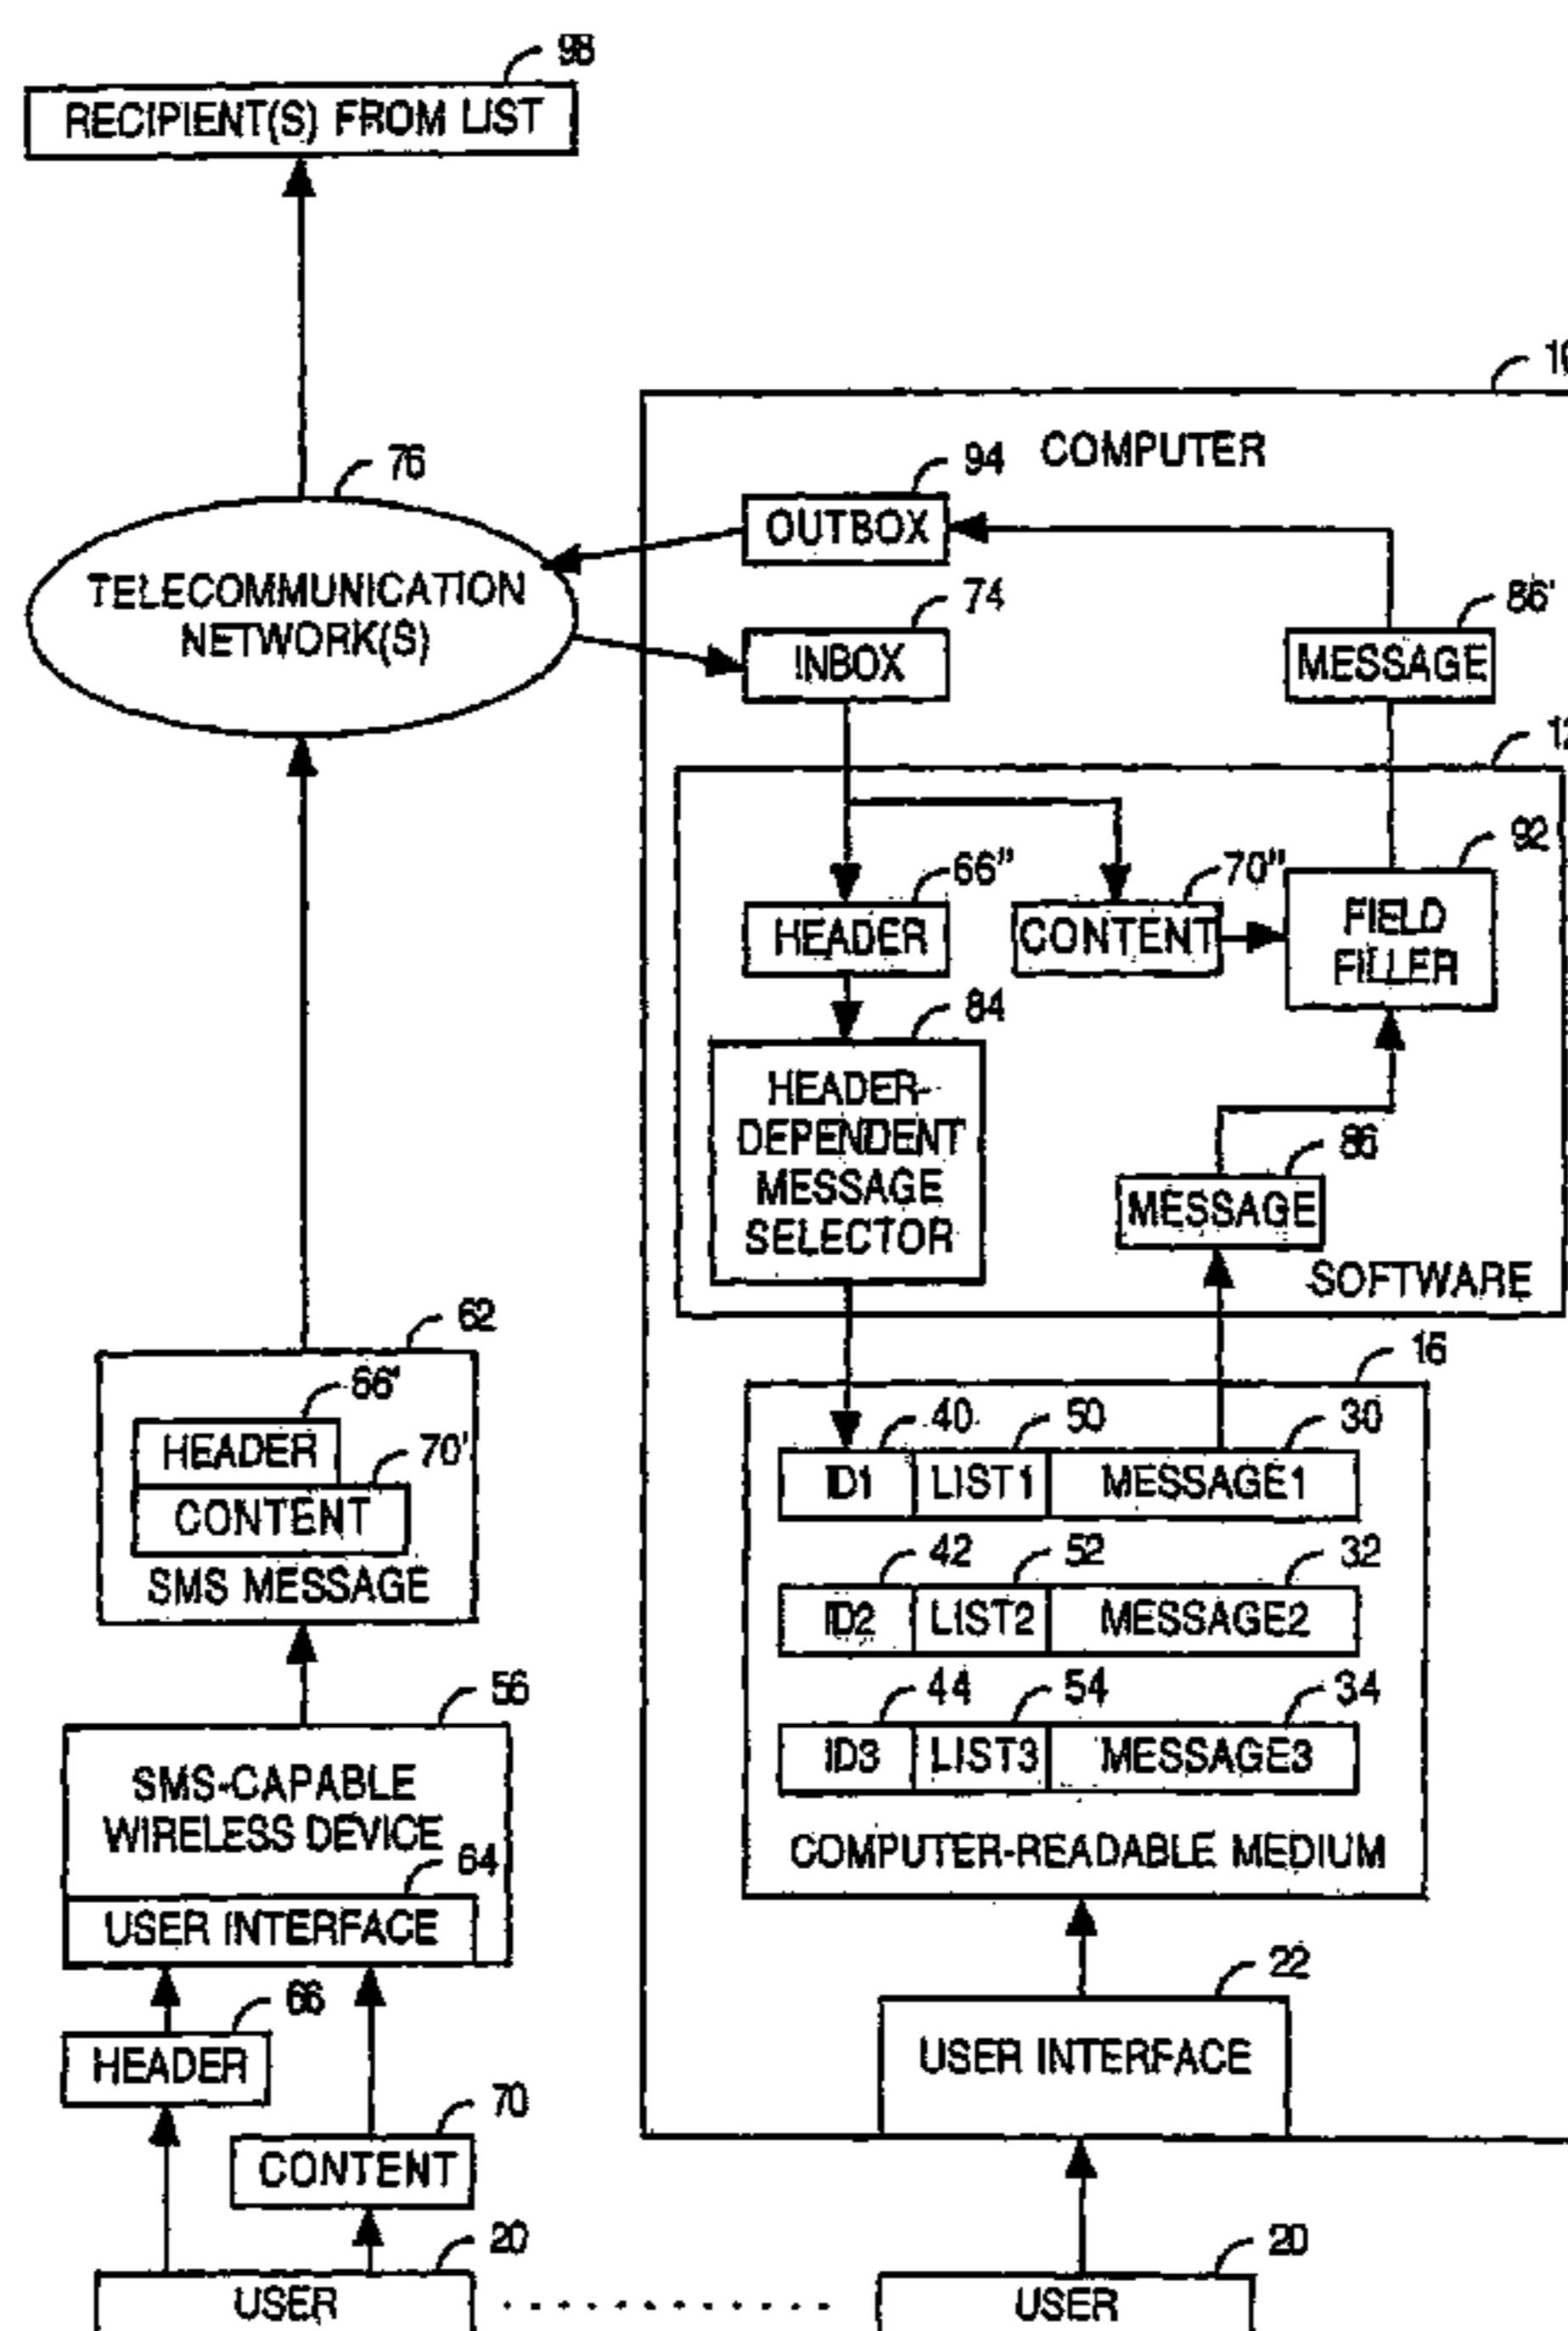 98
RECIPIENT(S) FROM LIST
76
TELECOMMUNICATION
NETWORK(S)
COMPUTER
94
OUTBOX
74
INBOX
86'
MESSAGE
92
FIELD
FILLER
66"
HEADER
70"
CONTENT
84
HEADER-
DEPENDENT
MESSAGE
SELECTOR
86
MESSAGE
SOFTWARE
16
40
50
30
ID1
LIST1
MESSAGE1
42
52
32
ID2
LIST2
MESSAGE2
44
54
34
ID3
LIST3
MESSAGE3
COMPUTER-READABLE MEDIUM
22
USER INTERFACE
20
USER
62
66'
HEADER
70'
CONTENT
SMS MESSAGE
56
SMS-CAPABLE
WIRELESS DEVICE
64
USER INTERFACE
66
HEADER
70
CONTENT
20
USER